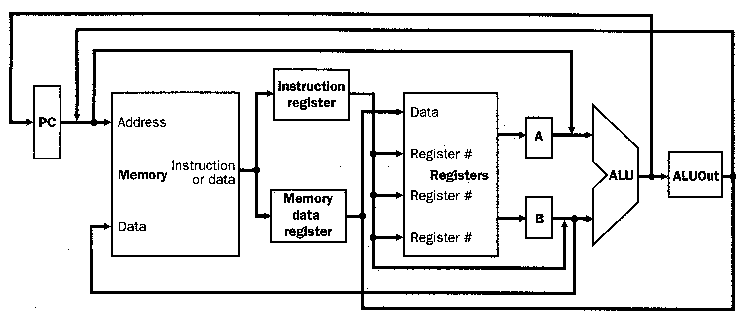 PC
Address
Memory
Instruction
or data
Data
Instruction
register
Memory
data
register
Data
Register #
Registers
Register #
Register #
A
B
ALU
ALUOut